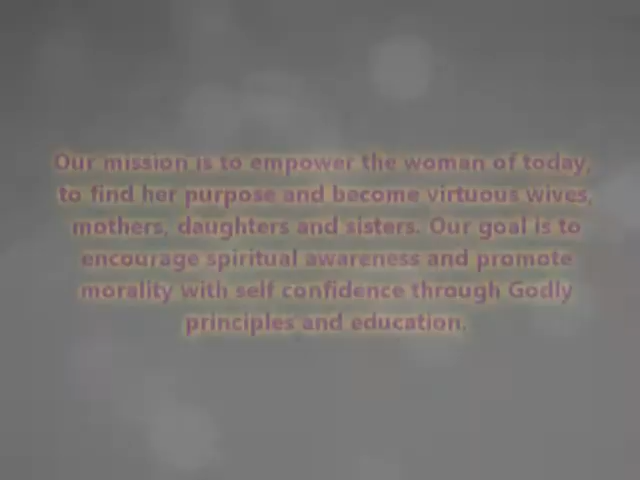 Our mission is to empower the woman of today,
to find her purpose and become virtuous wives,
mothers, daughters and sisters. Our goal is to
encourage spiritual awareness and promote
morality with self confidence through Godly
principles and education.